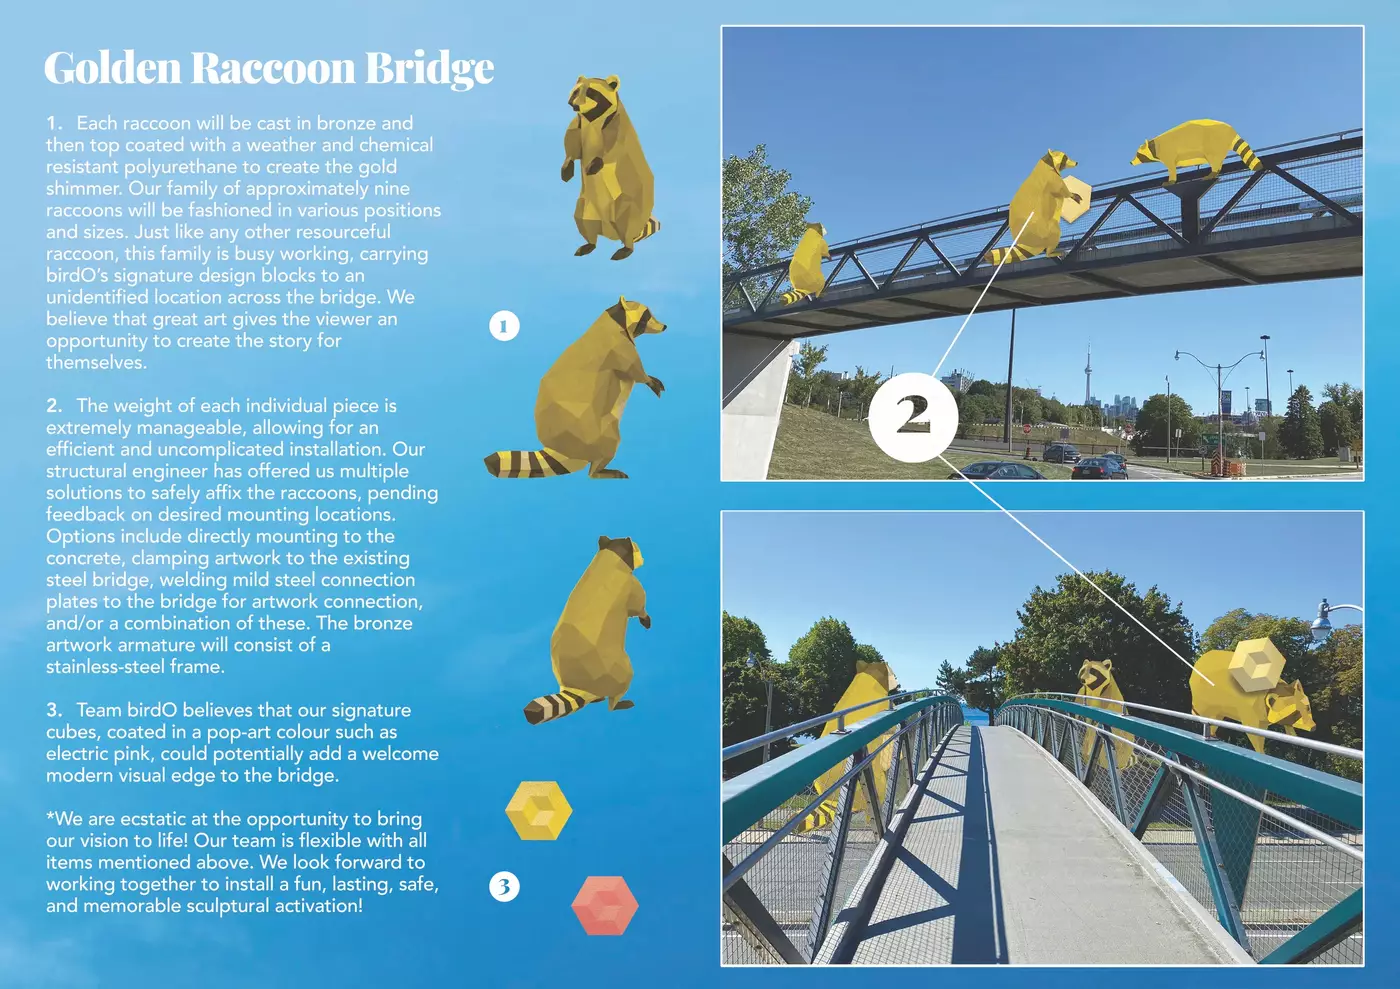 Golden Raccoon Bridge
1. Each raccoon will be cast in bronze and
then top coated with a weather and chemical
resistant polyurethane to create the gold
shimmer. Our family of approximately nine
raccoons will be fashioned in various positions
and sizes. Just like any other resourceful
raccoon, this family is busy working, carrying
birdO's signature design blocks to an
unidentified location across the bridge. We
believe that great art gives the viewer an
opportunity to create the story for
themselves.
2. The weight of each individual piece is
extremely manageable, allowing for an
efficient and uncomplicated installation. Our
structural engineer has offered us multiple
solutions to safely affix the raccoons, pending
feedback on desired mounting locations.
Options include directly mounting to the
concrete, clamping artwork to the existing
steel bridge, welding mild steel connection
plates to the bridge for artwork connection,
and/or a combination of these. The bronze
artwork armature will consist of a
stainless-steel frame.
3. Team birdO believes that our signature
cubes, coated in a pop-art colour such as
electric pink, could potentially add a welcome
modern visual edge to the bridge.
*We are ecstatic at the opportunity to bring
our vision to life! Our team is flexible with all
items mentioned above. We look forward to
working together to install a fun, lasting, safe,
and memorable sculptural activation!
1
3
2